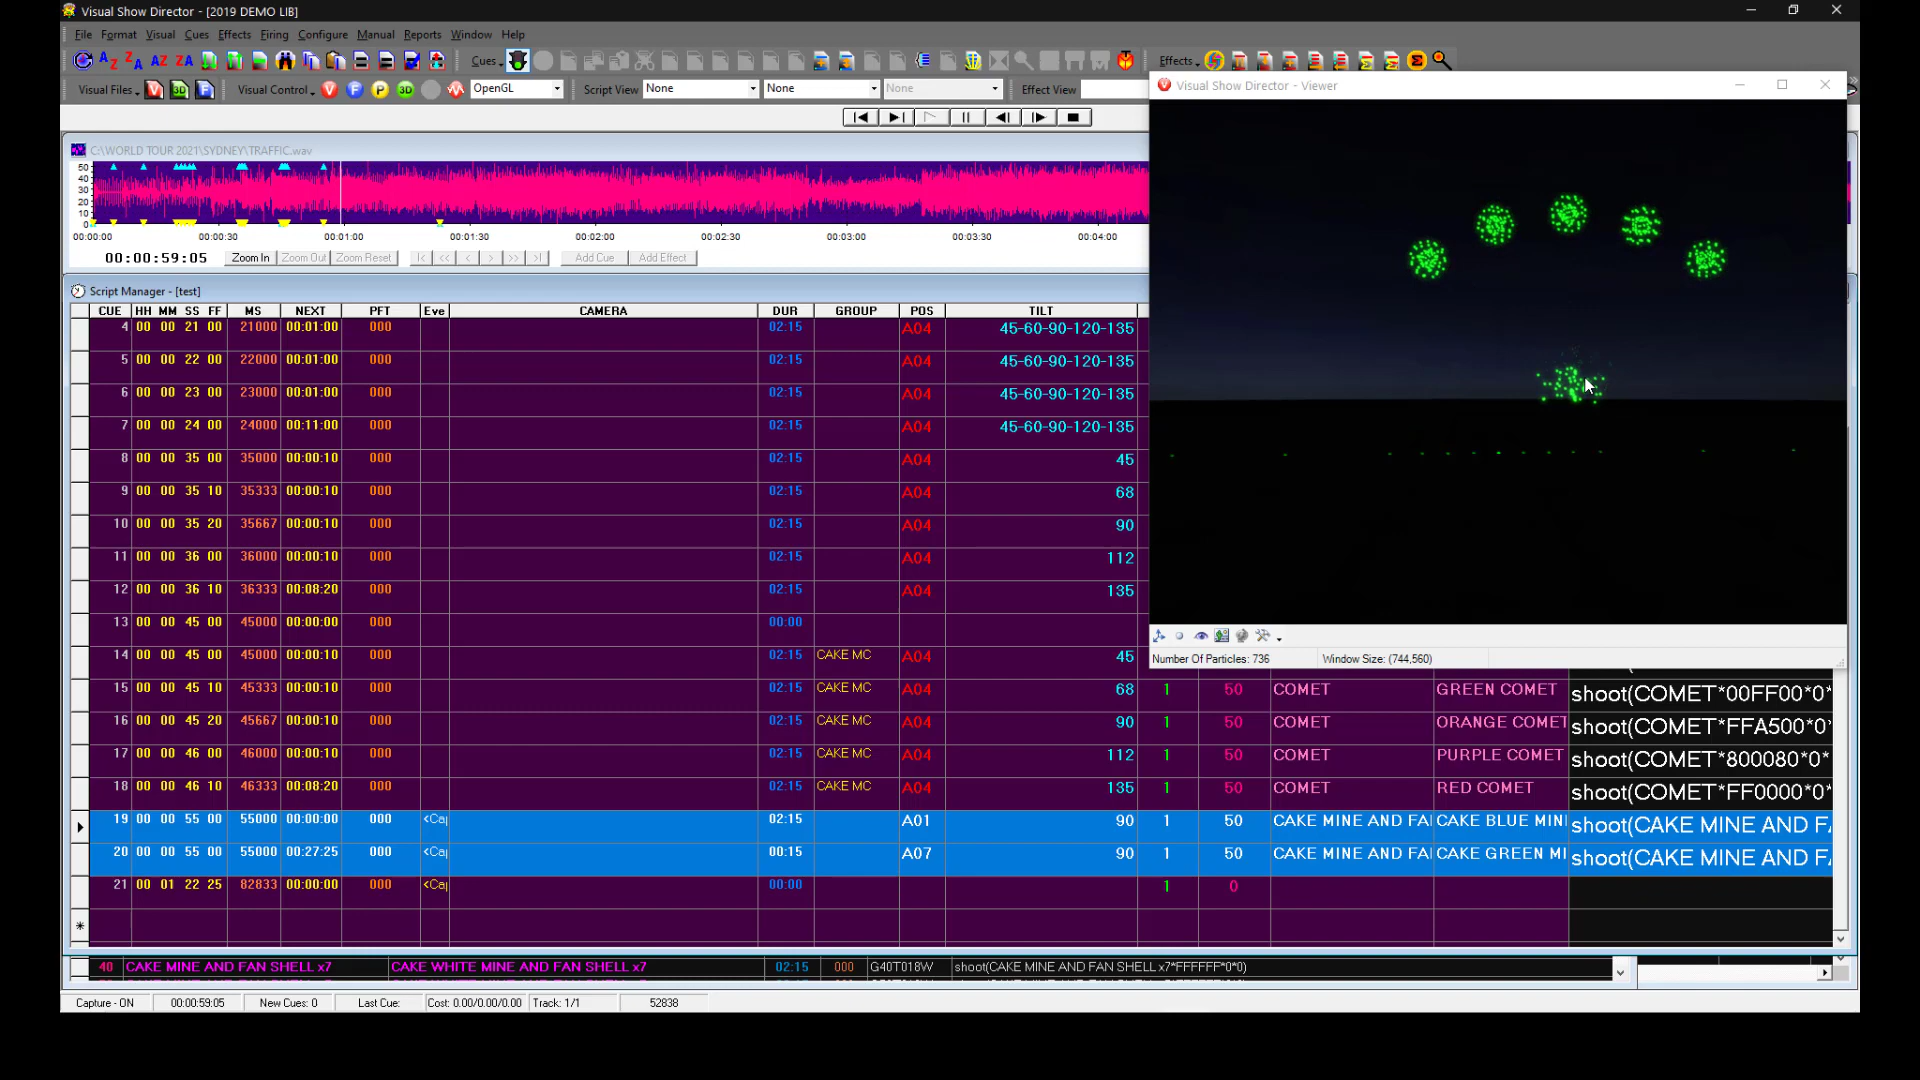 Visual Show Director - [2019 DEMO LIB]
File Format Visual Cues Effects Firing Configure Manual Reports Window Help
Cues Effects
Visual Files Visual Control OpenGL Script View None None None Effect View
Visual Show Director - Viewer
C:\WORLD TOUR 2021\SYDNEY\TRAFFIC.wav
50
40
30
20
10
0
00:00:00 00:00:30 00:01:00 00:01:30 00:02:00 00:02:30 00:03:00 00:03:30 00:04:00
00:00:59:05 Zoom In Zoom Out Zoom Reset Add Cue Add Effect
Script Manager - [test]
CUE HH MM SS FF MS NEXT PFT Eve CAMERA DUR GROUP POS TILT
4 00 00 21 00 21000 00:01:00 000 02:15 A04 45-60-90-120-135
5 00 00 22 00 22000 00:01:00 000 02:15 A04 45-60-90-120-135
6 00 00 23 00 23000 00:01:00 000 02:15 A04 45-60-90-120-135
7 00 00 24 00 24000 00:11:00 000 02:15 A04 45-60-90-120-135
8 00 00 35 00 35000 00:00:10 000 02:15 A04 45
9 00 00 35 10 35333 00:00:10 000 02:15 A04 68
10 00 00 35 20 35667 00:00:10 000 02:15 A04 90
11 00 00 36 00 36000 00:00:10 000 02:15 A04 112
12 00 00 36 10 36333 00:08:20 000 02:15 A04 135
13 00 00 45 00 45000 00:00:00 000 00:00
14 00 00 45 00 45000 00:00:10 000 02:15 CAKE MC A04 45
Number Of Particles: 736 Window Size: (744,560)
15 00 00 45 10 45333 00:00:10 000 02:15 CAKE MC A04 68 1 50 COMET GREEN COMET shoot(COMET*00FF00*0*
16 00 00 45 20 45667 00:00:10 000 02:15 CAKE MC A04 90 1 50 COMET ORANGE COMET shoot(COMET*FFA500*0*
17 00 00 46 00 46000 00:00:10 000 02:15 CAKE MC A04 112 1 50 COMET PURPLE COMET shoot(COMET*800080*0*
18 00 00 46 10 46333 00:08:20 000 02:15 CAKE MC A04 135 1 50 COMET RED COMET shoot(COMET*FF0000*0*
19 00 00 55 00 55000 00:00:00 000 <Ca 02:15 A01 90 1 50 CAKE MINE AND FA CAKE BLUE MIN shoot(CAKE MINE AND F
20 00 00 55 00 55000 00:27:25 000 <Ca 00:15 A07 90 1 50 CAKE MINE AND FA CAKE GREEN MI shoot(CAKE MINE AND F
21 00 01 22 25 82833 00:00:00 000 <Ca 00:00 1 0
40 CAKE MINE AND FAN SHELL x7 CAKE WHITE MINE AND FAN SHELL x7 02:15 000 G40T018W shoot(CAKE MINE AND FAN SHELL x7*FFFFFF*0*0)
Capture - ON 00:00:59:05 New Cues: 0 Last Cue: Cost: 0.00/0.00/0.00 Track: 1/1 52838